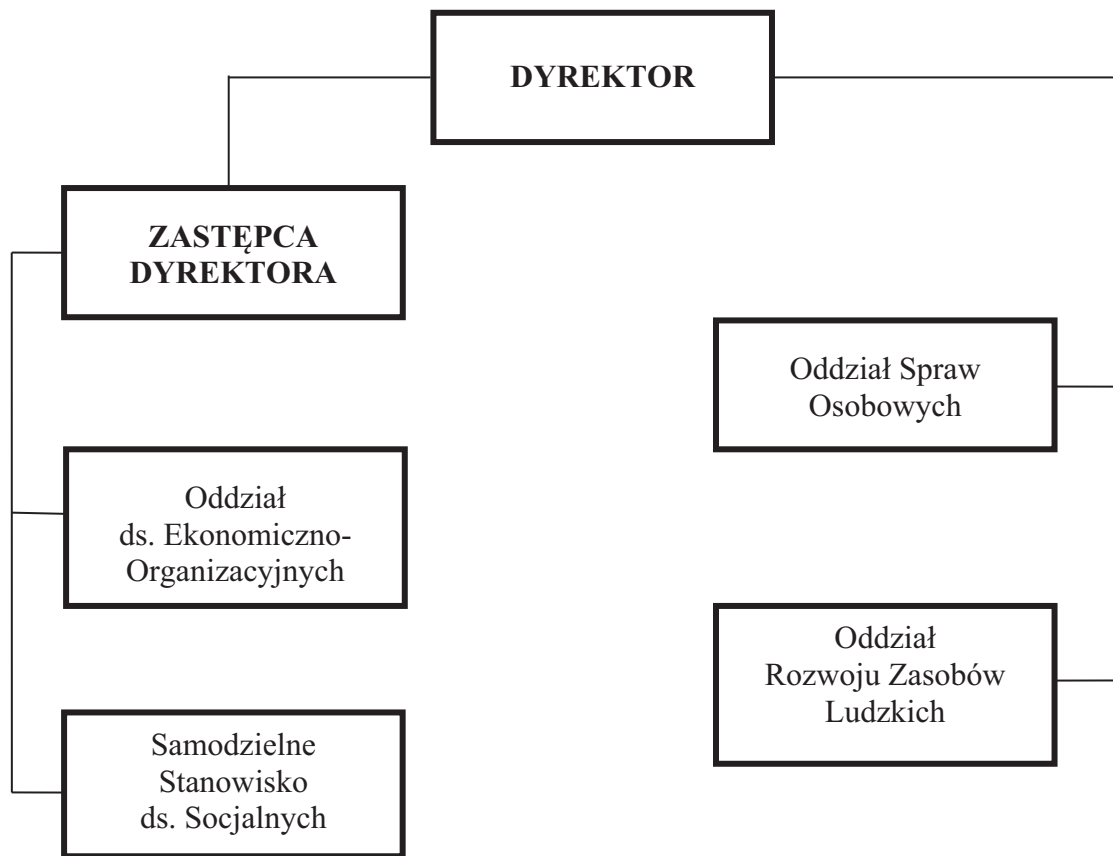 DYREKTOR
ZASTĘPCA
DYREKTORA
Oddział Spraw
Osobowych
Oddział
ds. Ekonomiczno-
Organizacyjnych
Oddział
Rozwoju Zasobów
Ludzkich
Samodzielne
Stanowisko
ds. Socjalnych